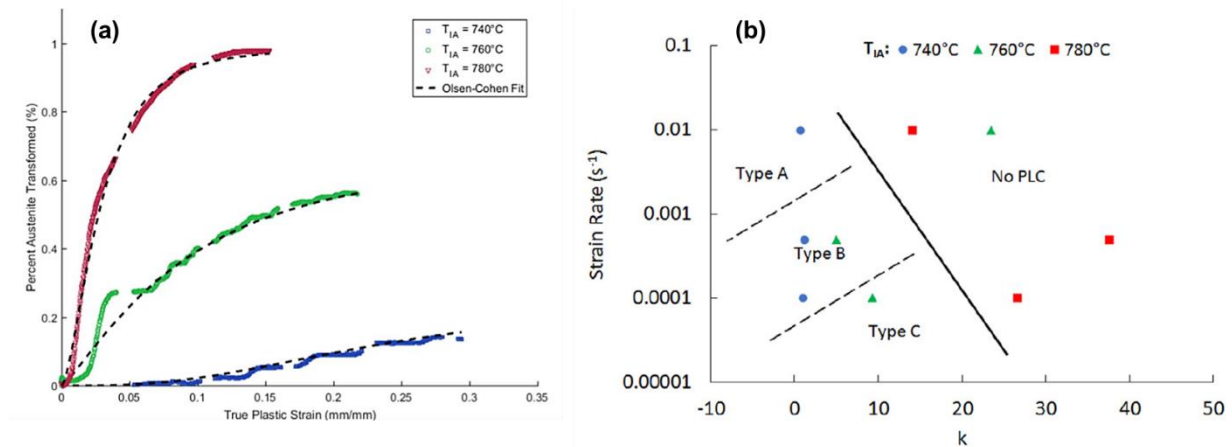 (a)
T_IA = 740°C
T_IA = 760°C
T_IA = 780°C
Olsen-Cohen Fit
Percent Austenite Transformed (%)
1
0.8
0.6
0.4
0.2
0
0 0.05 0.1 0.15 0.2 0.25 0.3 0.35
True Plastic Strain (mm/mm)
(b)
T_IA: 740°C 760°C 780°C
Strain Rate (s⁻¹)
0.1
0.01
0.001
0.0001
0.00001
Type A
Type B
Type C
No PLC
-10 0 10 20 30 40 50
k